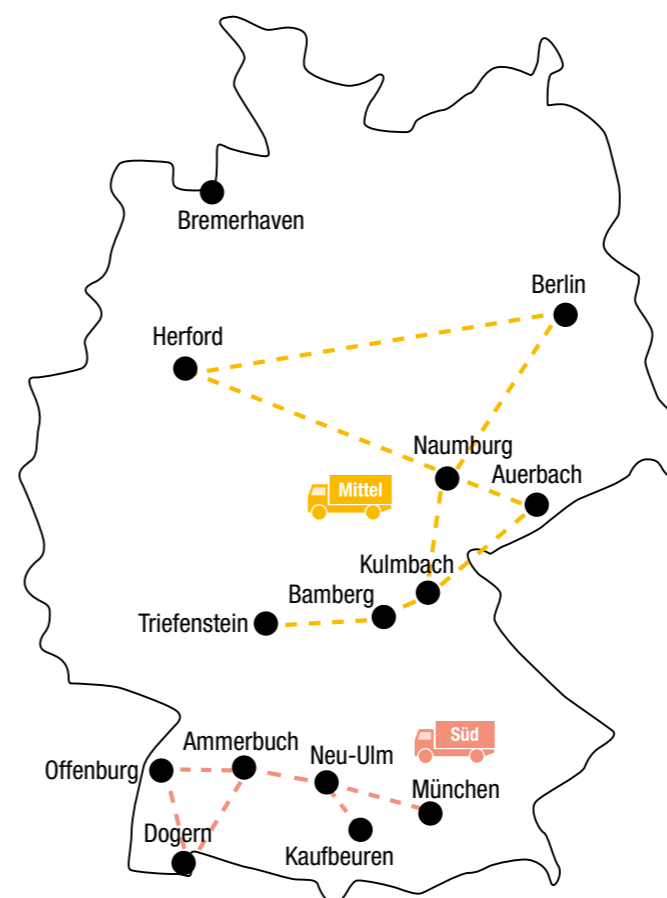 Bremerhaven
Berlin
Herford
Naumburg
Auerbach
Mittel
Kulmbach
Bamberg
Triefenstein
Süd
Ammerbuch
Neu-Ulm
Offenburg
München
Dogern
Kaufbeuren